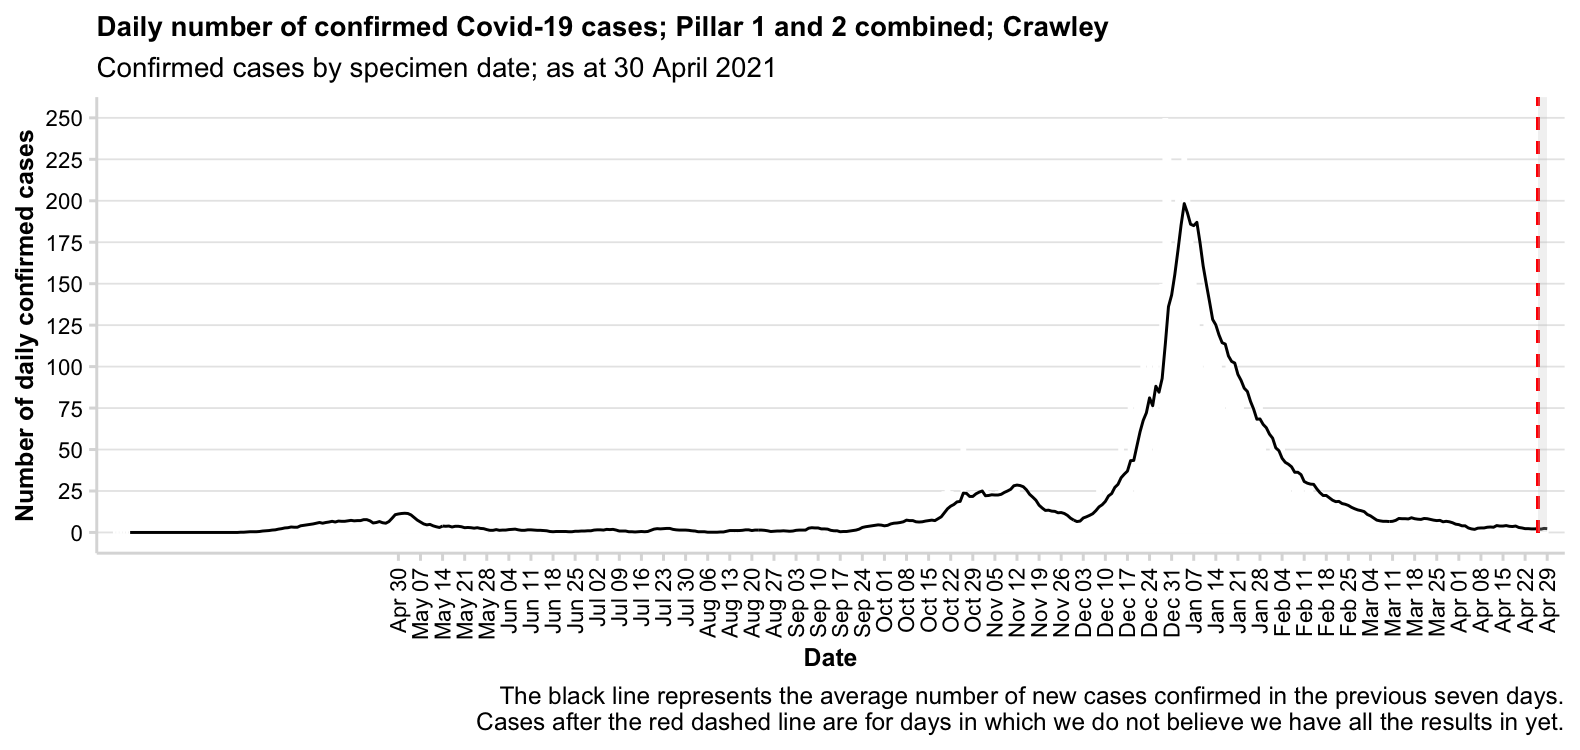 Daily number of confirmed Covid-19 cases; Pillar 1 and 2 combined; Crawley
Confirmed cases by specimen date; as at 30 April 2021
Number of daily confirmed cases
250
225
200
175
150
125
100
75
50
25
0
Apr 30
May 07
May 14
May 21
May 28
Jun 04
Jun 11
Jun 18
Jun 25
Jul 02
Jul 09
Jul 16
Jul 23
Jul 30
Aug 06
Aug 13
Aug 20
Aug 27
Sep 03
Sep 10
Sep 17
Sep 24
Oct 01
Oct 08
Oct 15
Oct 22
Oct 29
Nov 05
Nov 12
Nov 19
Nov 26
Dec 03
Dec 10
Dec 17
Dec 24
Dec 31
Jan 07
Jan 14
Jan 21
Jan 28
Feb 04
Feb 11
Feb 18
Feb 25
Mar 04
Mar 11
Mar 18
Mar 25
Apr 01
Apr 08
Apr 15
Apr 22
Apr 29
Date
The black line represents the average number of new cases confirmed in the previous seven days.
Cases after the red dashed line are for days in which we do not believe we have all the results in yet.